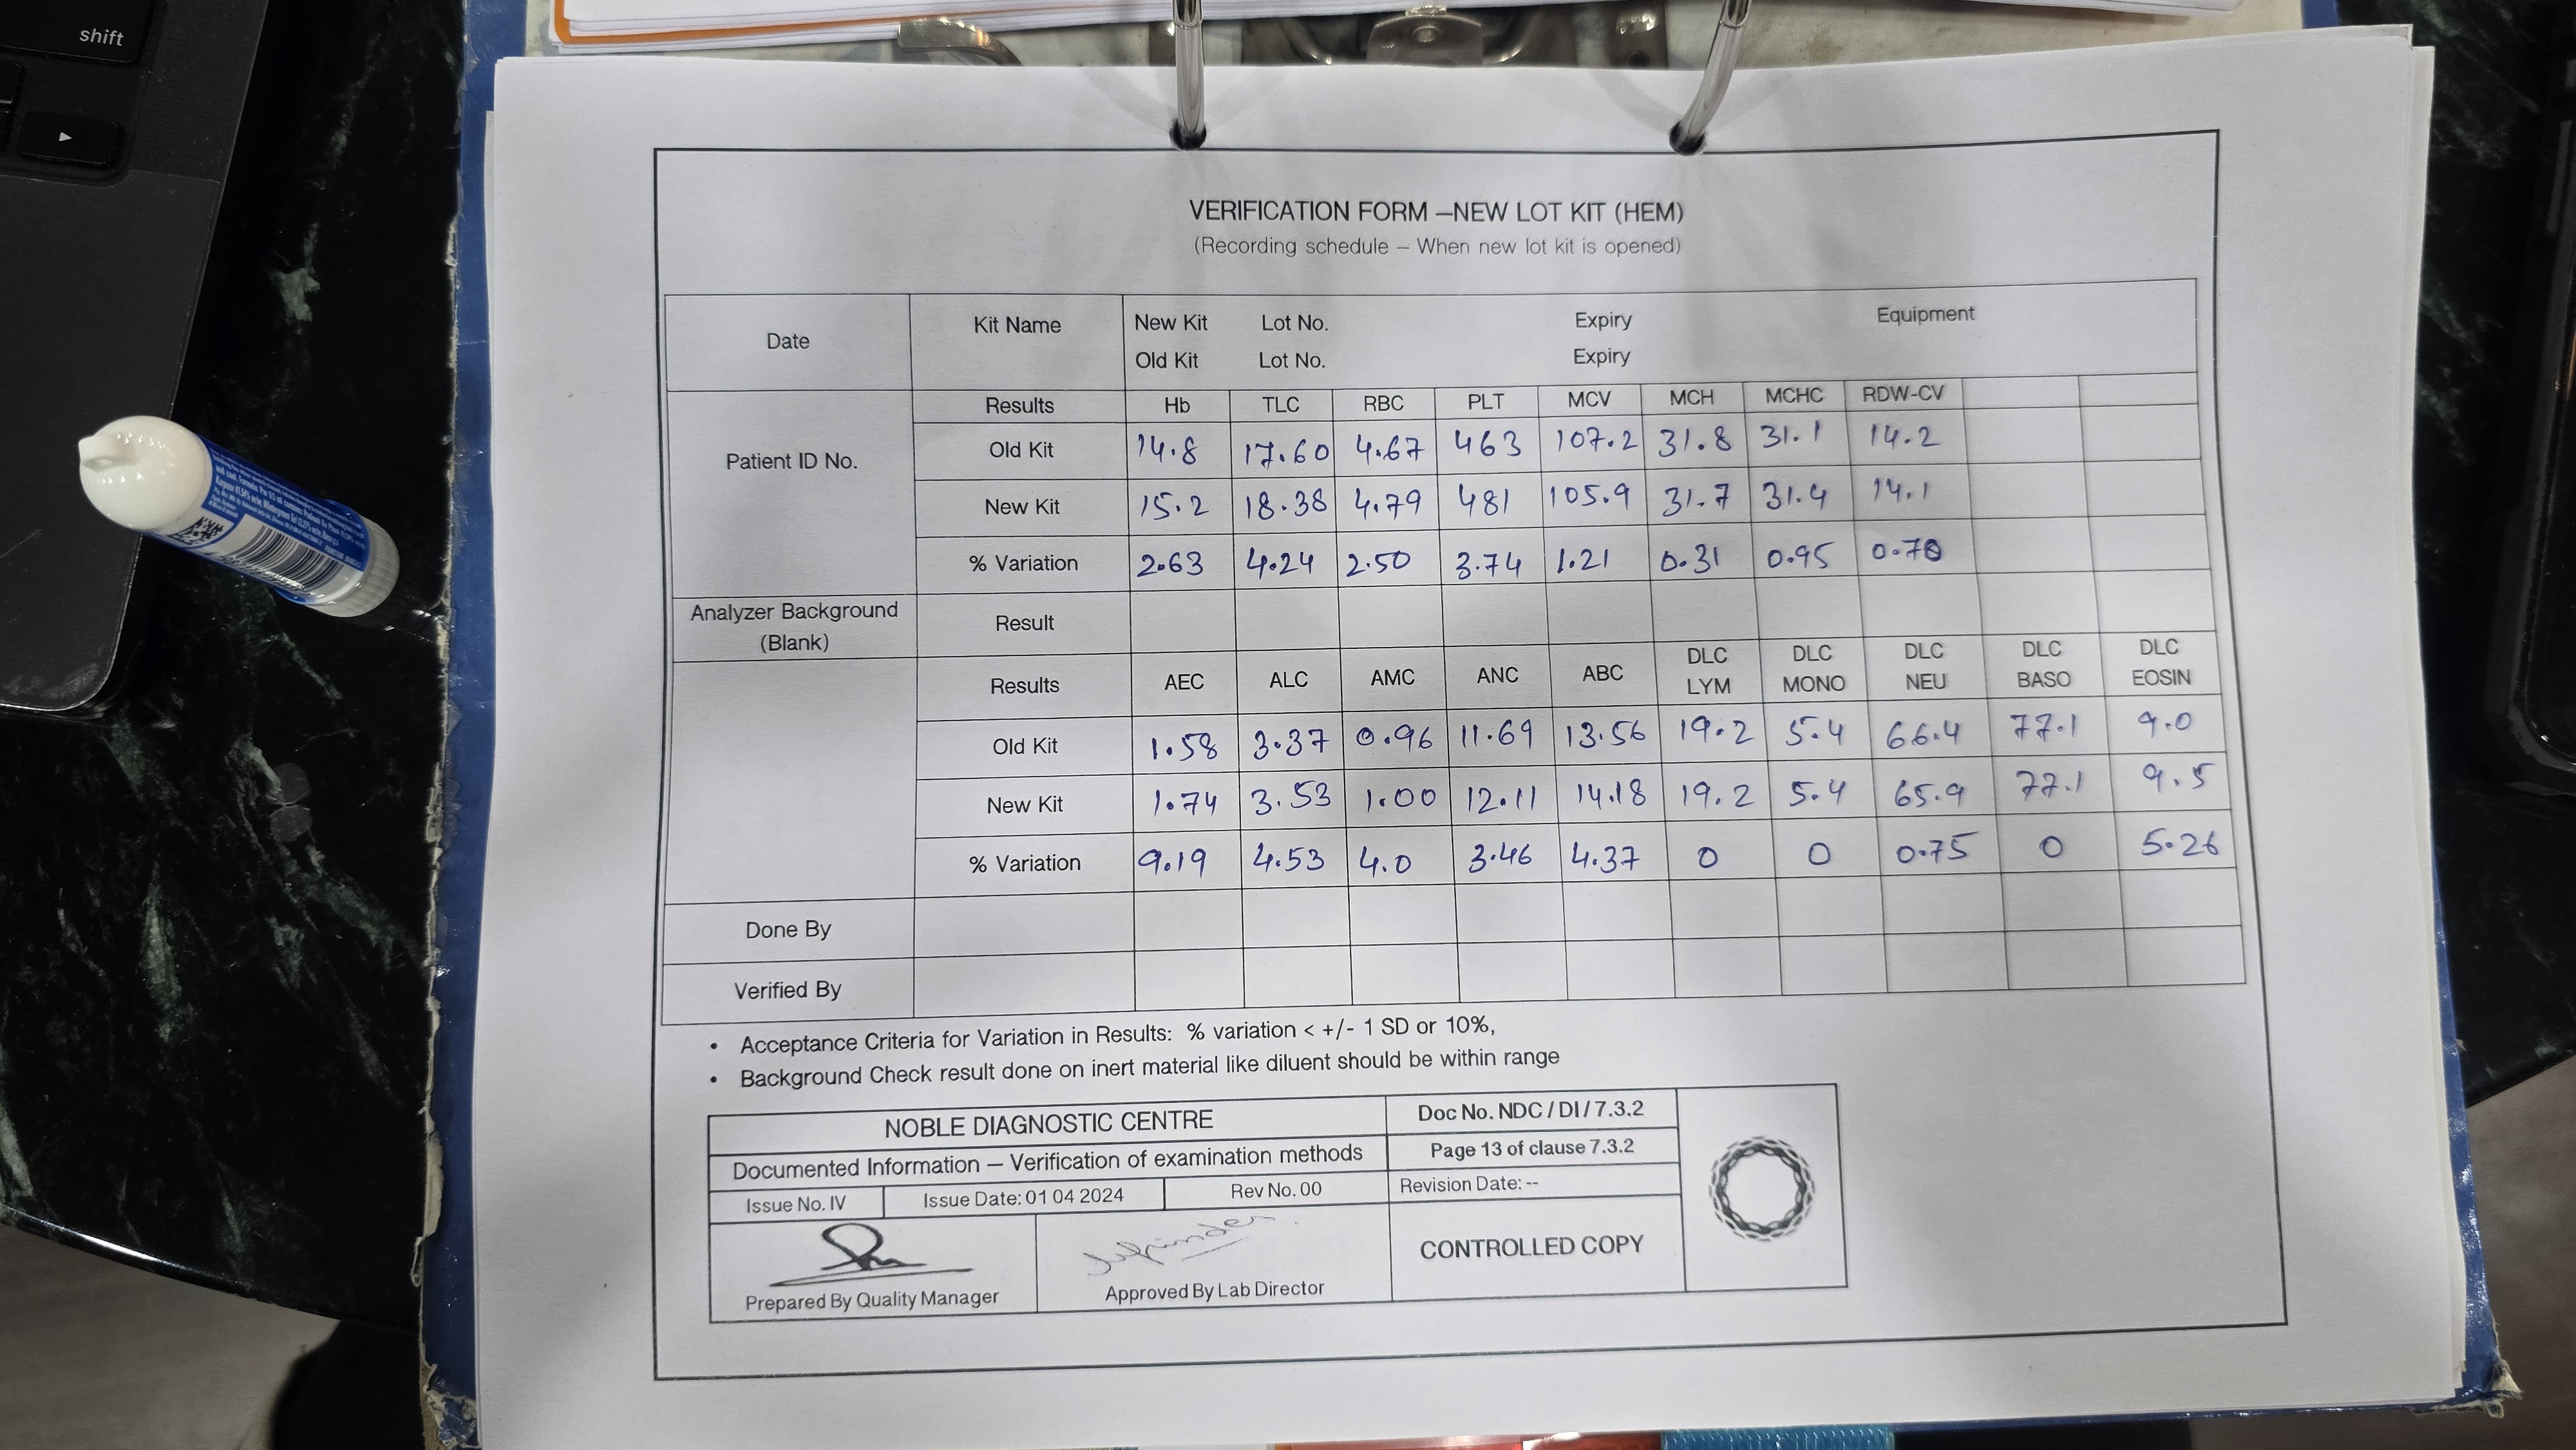 shift
VERIFICATION FORM –NEW LOT KIT (HEM)
(Recording schedule – When new lot kit is opened)
Date Kit Name New Kit Lot No. Expiry Equipment
Old Kit Lot No. Expiry
Patient ID No. Results Hb TLC RBC PLT MCV MCH MCHC RDW-CV
Old Kit 14.8 17.60 4.67 463 107.2 31.8 31.1 14.2
New Kit 15.2 18.38 4.79 481 105.9 31.7 31.4 14.1
% Variation 2.63 4.24 2.50 3.74 1.21 0.31 0.95 0.70
Analyzer Background (Blank) Result
Results AEC ALC AMC ANC ABC DLC LYM DLC MONO DLC NEU DLC BASO DLC EOSIN
Old Kit 1.58 3.37 0.96 11.69 13.56 19.2 5.4 66.4 77.1 9.0
New Kit 1.74 3.53 1.00 12.11 14.18 19.2 5.4 65.9 77.1 9.5
% Variation 9.19 4.53 4.0 3.46 4.37 0 0 0.75 0 5.26
Done By
Verified By
• Acceptance Criteria for Variation in Results: % variation < +/- 1 SD or 10%,
• Background Check result done on inert material like diluent should be within range
NOBLE DIAGNOSTIC CENTRE Doc No. NDC / DI / 7.3.2
Documented Information – Verification of examination methods Page 13 of clause 7.3.2
Issue No. IV Issue Date: 01 04 2024 Rev No. 00 Revision Date: --
Prepared By Quality Manager Approved By Lab Director CONTROLLED COPY